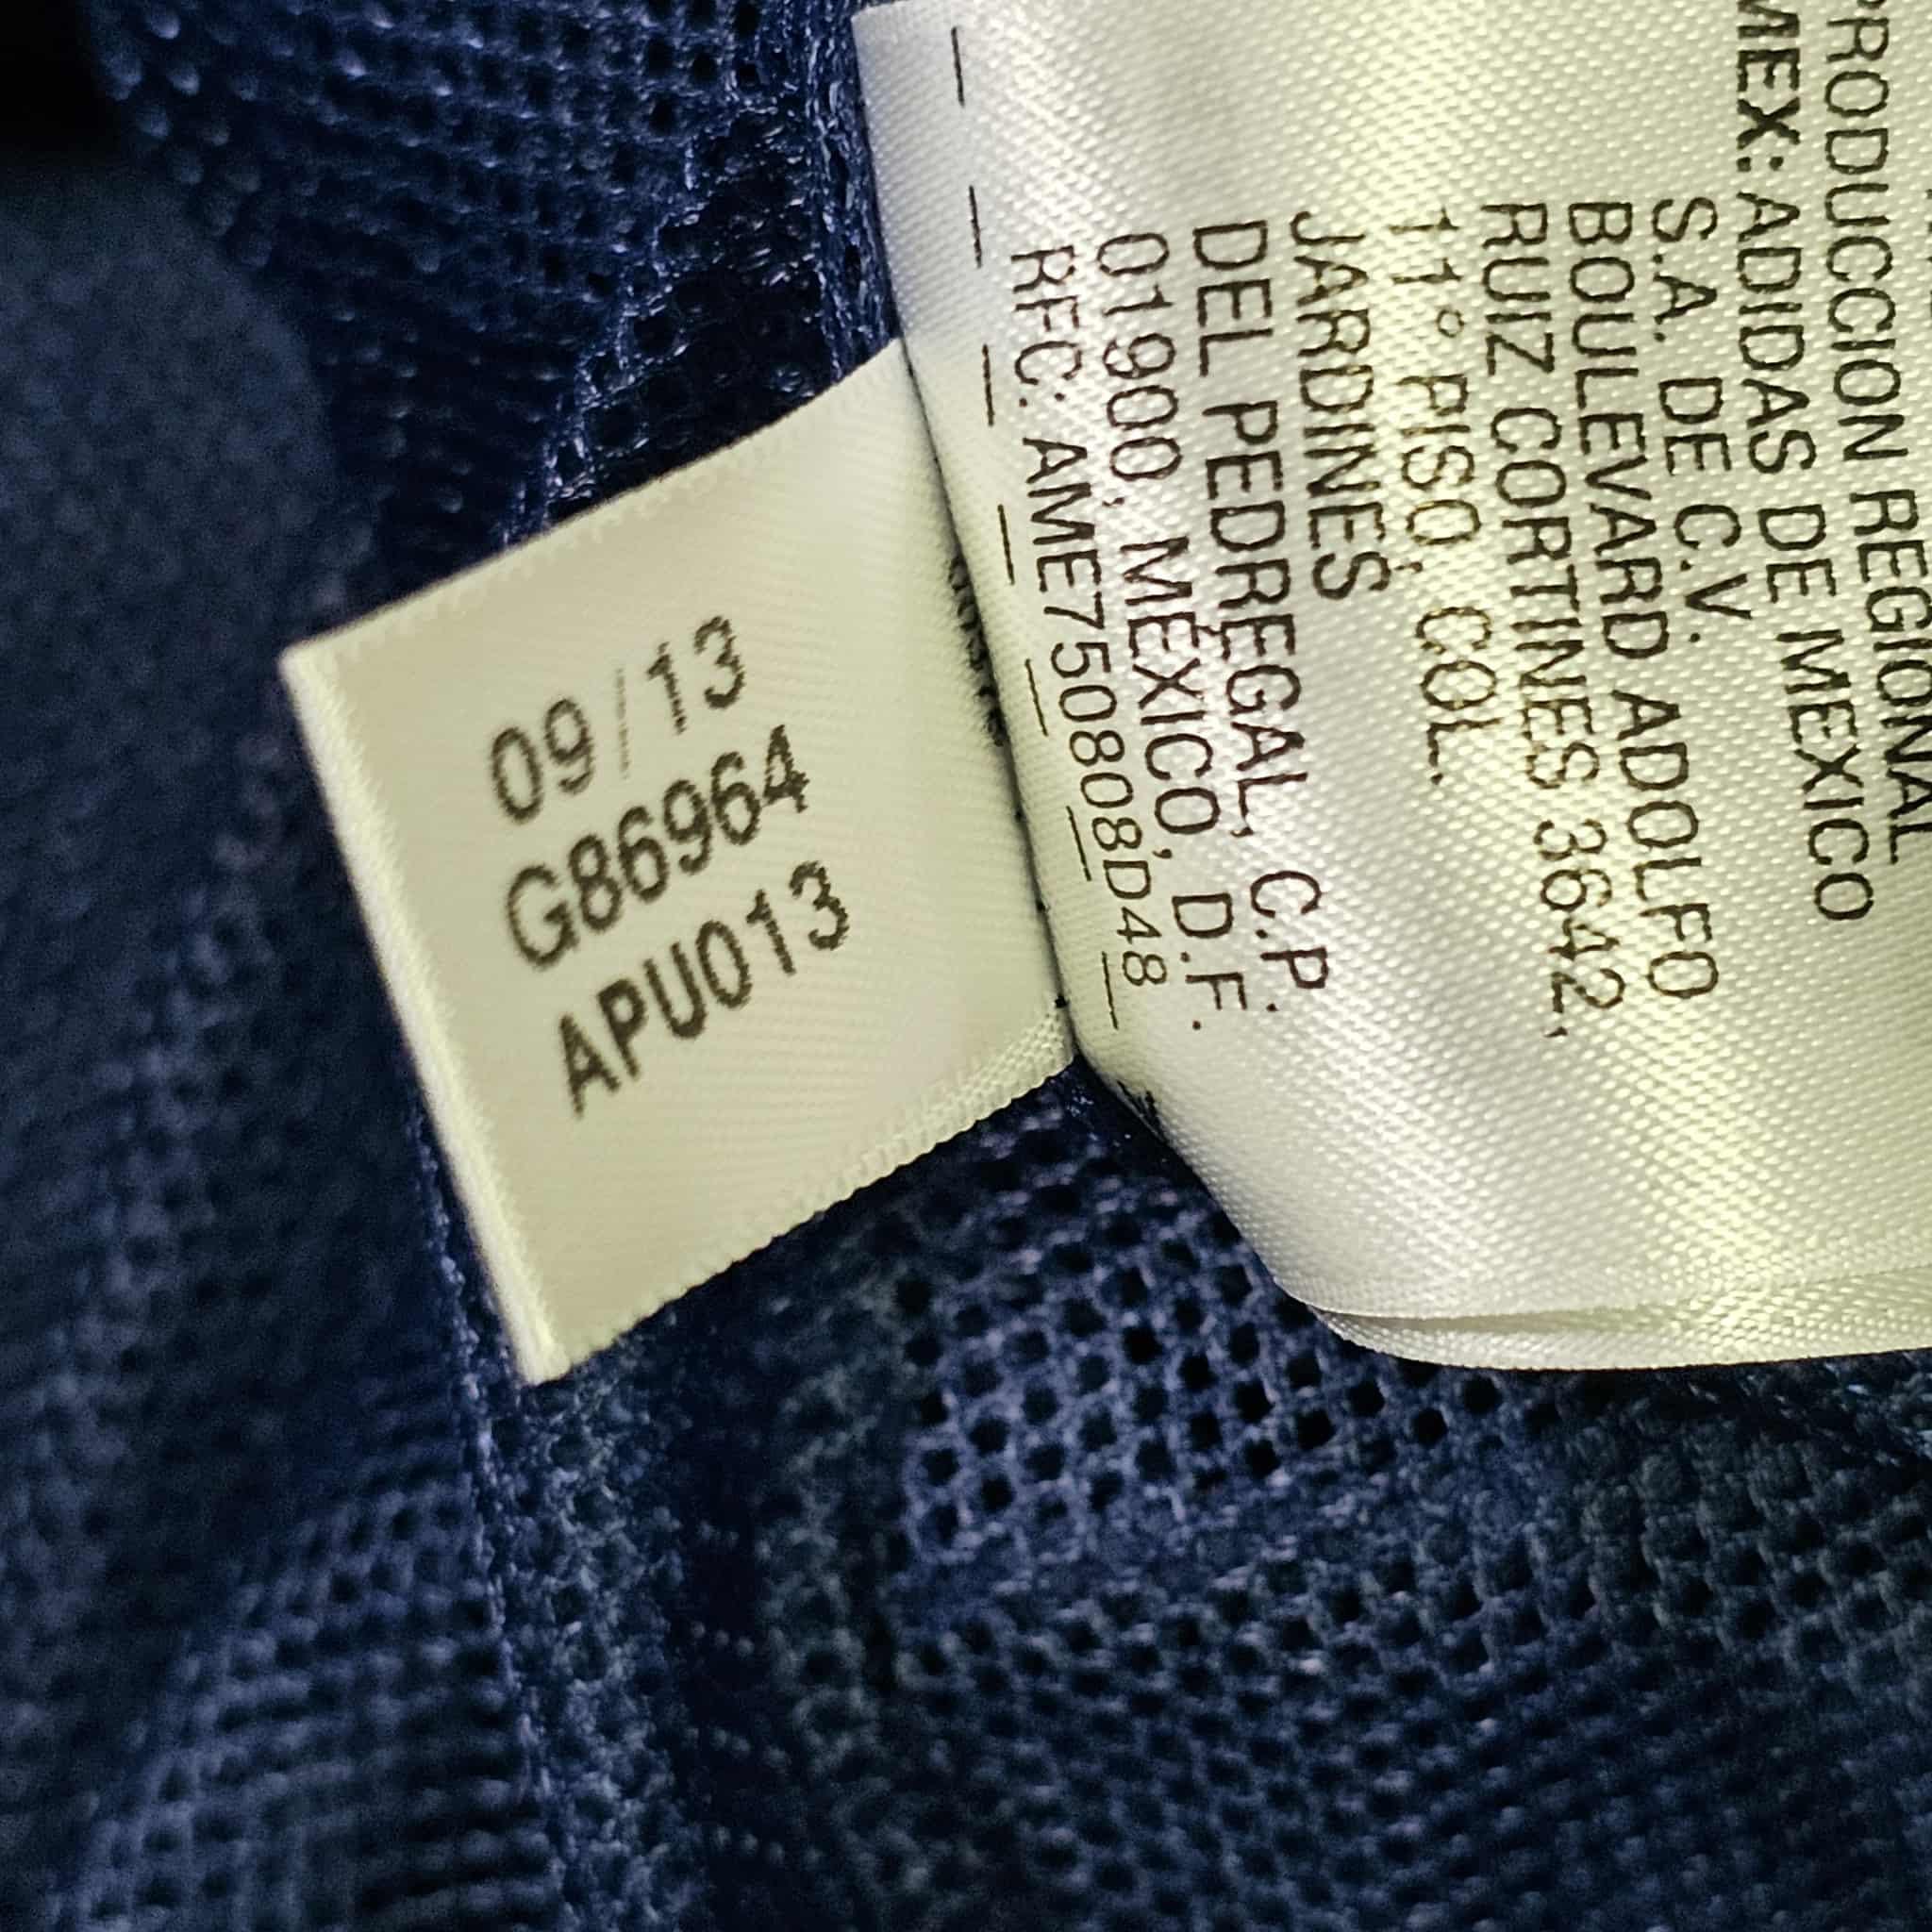 09/13
G86964
APU013
PRODUCCION REGIONAL
MEX: ADIDAS DE MEXICO
S.A. DE C.V.
BOULEVARD ADOLFO
RUIZ CORTINES 3642,
11° PISO, COL.
JARDINES
DEL PEDREGAL, C.P.
01900, MÉXICO, D.F.
RFC: AME750808D48